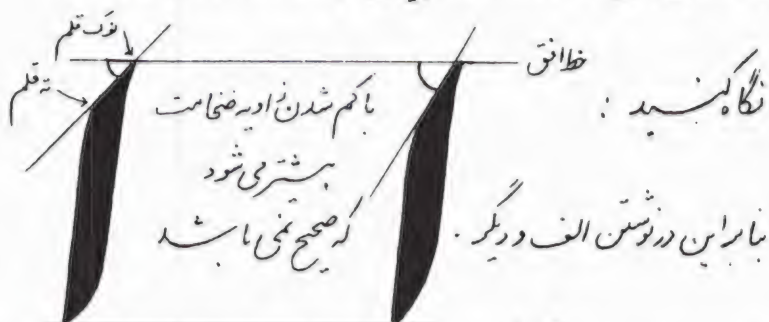 نوک قلم
ته قلم
خط افق
نگاه کنید :
با کم شدن زاویه ضخامت
بیشتر می شود
که صحیح نمی باشد
بنابراین در نوشتن الف و دیگر .